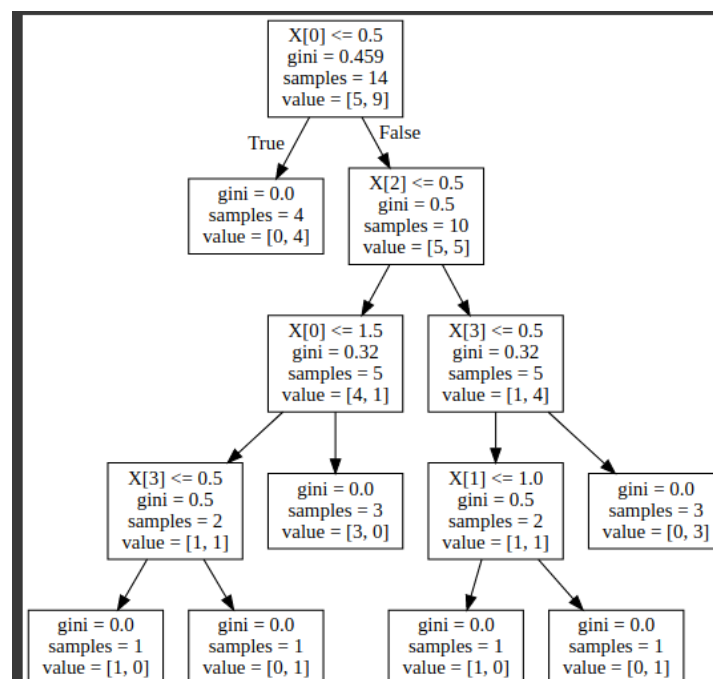 X[0] <= 0.5
gini = 0.459
samples = 14
value = [5, 9]
True
False
gini = 0.0
samples = 4
value = [0, 4]
X[2] <= 0.5
gini = 0.5
samples = 10
value = [5, 5]
X[0] <= 1.5
gini = 0.32
samples = 5
value = [4, 1]
X[3] <= 0.5
gini = 0.32
samples = 5
value = [1, 4]
X[3] <= 0.5
gini = 0.5
samples = 2
value = [1, 1]
gini = 0.0
samples = 3
value = [3, 0]
X[1] <= 1.0
gini = 0.5
samples = 2
value = [1, 1]
gini = 0.0
samples = 3
value = [0, 3]
gini = 0.0
samples = 1
value = [1, 0]
gini = 0.0
samples = 1
value = [0, 1]
gini = 0.0
samples = 1
value = [1, 0]
gini = 0.0
samples = 1
value = [0, 1]